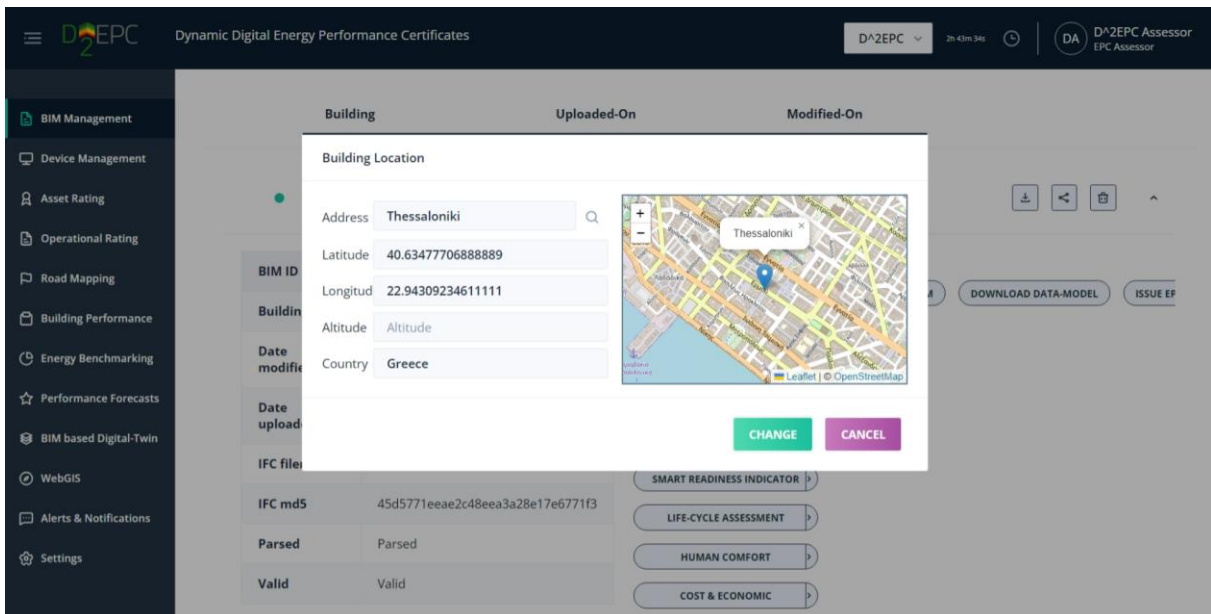 D2EPC
Dynamic Digital Energy Performance Certificates
D^2EPC
2h 43m 34s
DA
D^2EPC Assessor
EPC Assessor
BIM Management
Device Management
Asset Rating
Operational Rating
Road Mapping
Building Performance
Energy Benchmarking
Performance Forecasts
BIM based Digital-Twin
WebGIS
Alerts & Notifications
Settings
Building
Uploaded-On
Modified-On
Building Location
Address
Thessaloniki
Latitude
40.63477706888889
Longitud
22.94309234611111
Altitude
Altitude
Country
Greece
+
−
Thessaloniki
×
Leaflet | © OpenStreetMap
CHANGE
CANCEL
BIM ID
Buildin
Date
modifie
Date
upload
IFC filer
IFC md5
45d5771eeae2c48eea3a28e17e6771f3
Parsed
Parsed
Valid
Valid
DOWNLOAD DATA-MODEL
ISSUE EP
SMART READINESS INDICATOR
LIFE-CYCLE ASSESSMENT
HUMAN COMFORT
COST & ECONOMIC